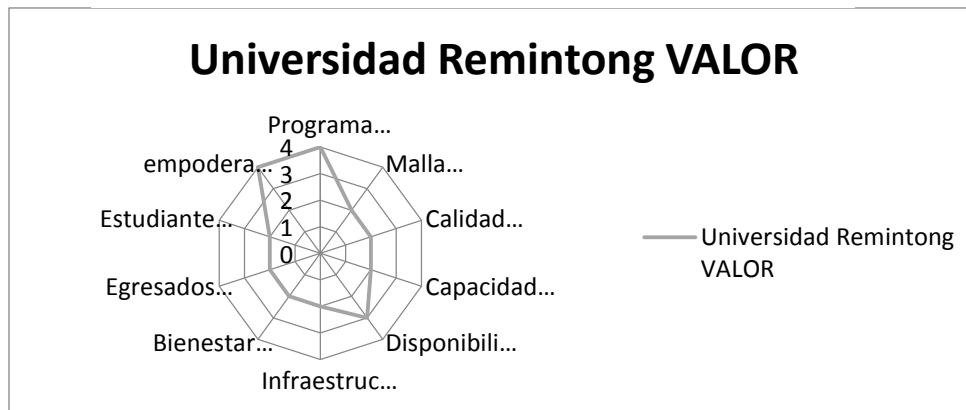 Universidad Remintong VALOR
Programa...
4
3
2
1
0
Malla...
Calidad...
Capacidad...
Disponibili...
Infraestruc...
Bienestar...
Egresados...
Estudiante...
empodera...
Universidad Remintong
VALOR